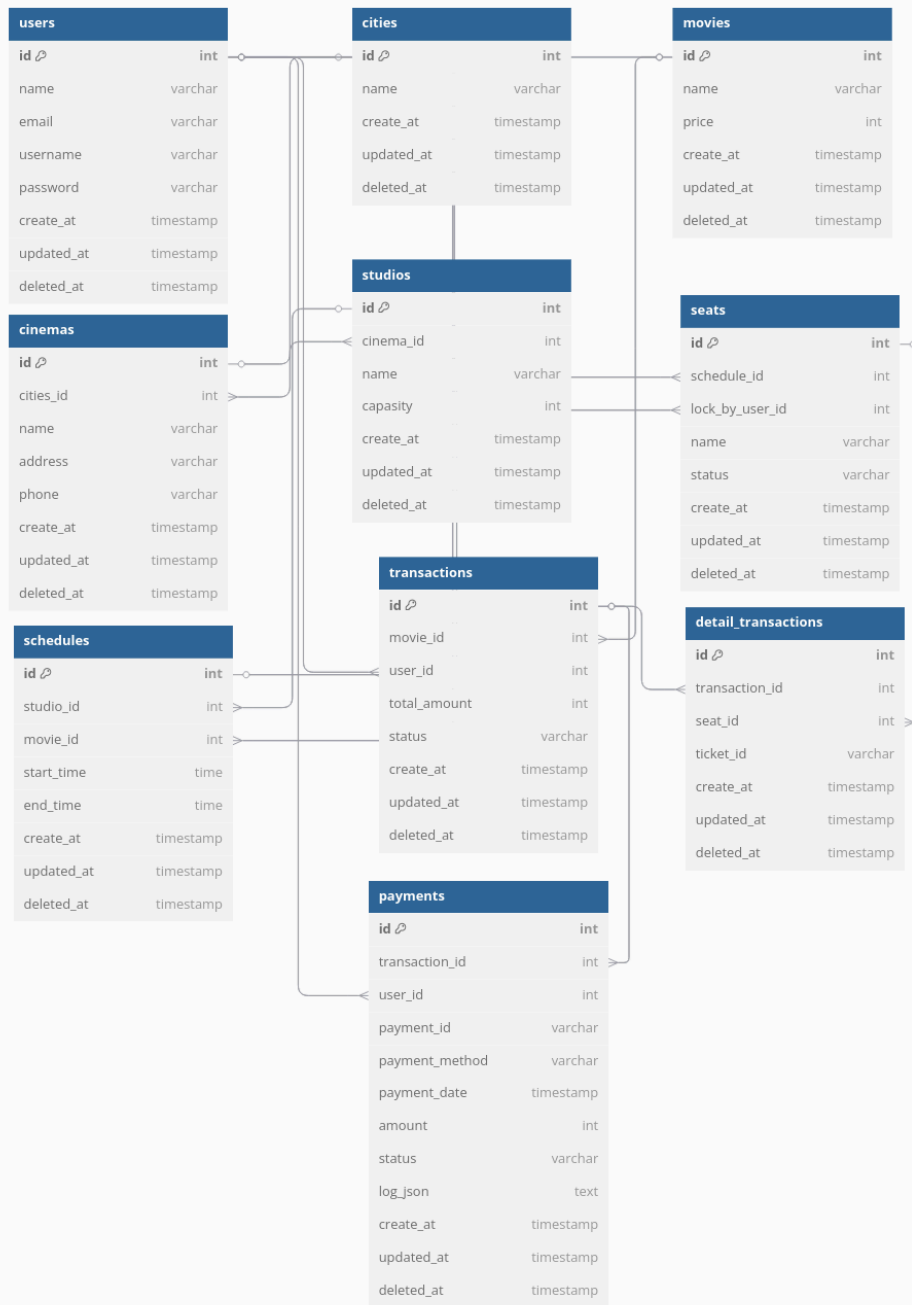 users
id int
name varchar
email varchar
username varchar
password varchar
create_at timestamp
updated_at timestamp
deleted_at timestamp
cities
id int
name varchar
create_at timestamp
updated_at timestamp
deleted_at timestamp
movies
id int
name varchar
price int
create_at timestamp
updated_at timestamp
deleted_at timestamp
cinemas
id int
cities_id int
name varchar
address varchar
phone varchar
create_at timestamp
updated_at timestamp
deleted_at timestamp
studios
id int
cinema_id int
name varchar
capasity int
create_at timestamp
updated_at timestamp
deleted_at timestamp
seats
id int
schedule_id int
lock_by_user_id int
name varchar
status varchar
create_at timestamp
updated_at timestamp
deleted_at timestamp
schedules
id int
studio_id int
movie_id int
start_time time
end_time time
create_at timestamp
updated_at timestamp
deleted_at timestamp
transactions
id int
movie_id int
user_id int
total_amount int
status varchar
create_at timestamp
updated_at timestamp
deleted_at timestamp
detail_transactions
id int
transaction_id int
seat_id int
ticket_id varchar
create_at timestamp
updated_at timestamp
deleted_at timestamp
payments
id int
transaction_id int
user_id int
payment_id varchar
payment_method varchar
payment_date timestamp
amount int
status varchar
log_json text
create_at timestamp
updated_at timestamp
deleted_at timestamp